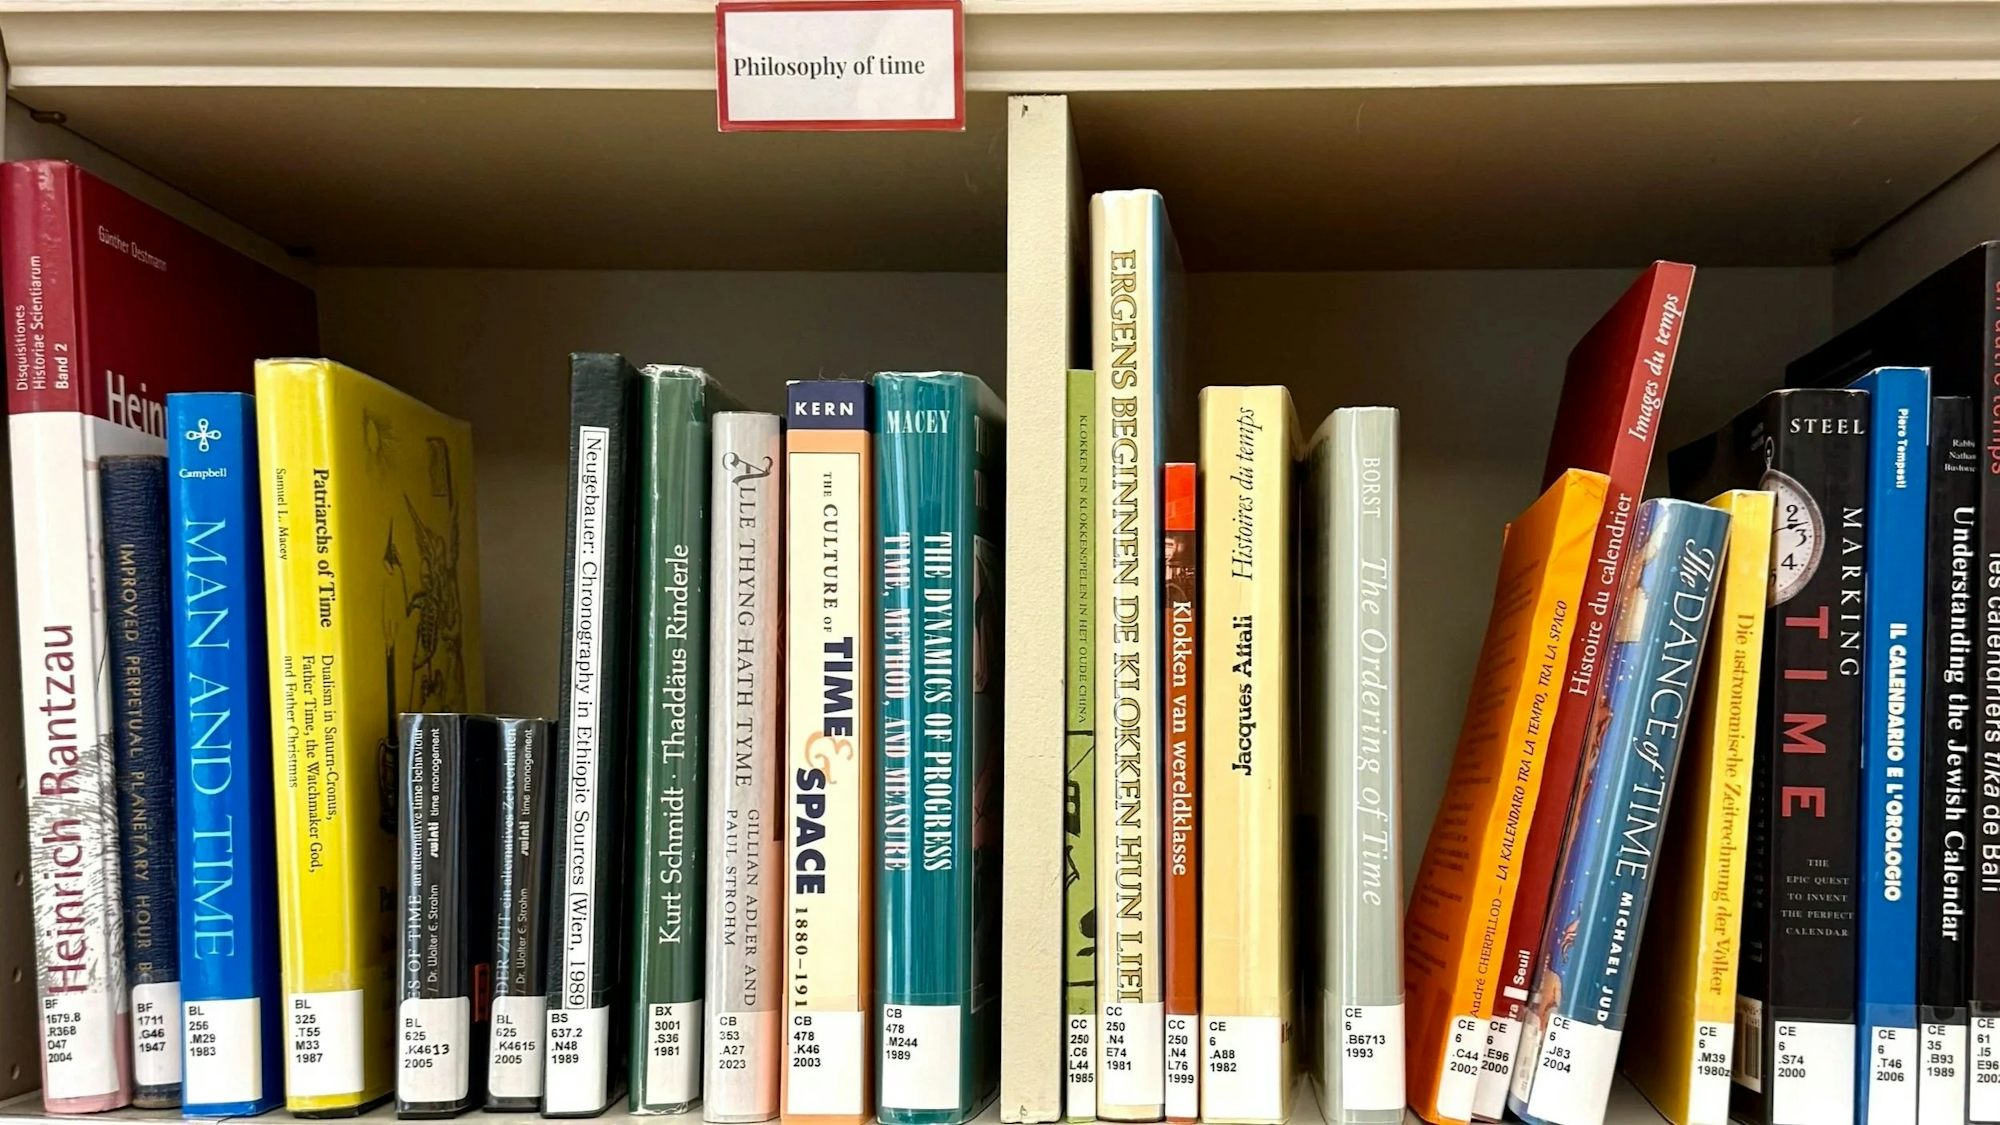 Philosophy of time
Günther Oestmann
Disquisitiones
Historiae Scientiarum
Band 2
Hein
Heinrich Rantzau
BF
1679.8
.R368
O47
2004
IMPROVED PERPETUAL PLANETARY HOUR B
BF
1711
.G46
1947
Campbell
MAN AND TIME
BL
256
.M29
1983
Patriarchs of Time
Samuel L. Macey
Dualism in Saturn-Cronus,
Father Time, the Watchmaker God,
and Father Christmas
BL
325
.T55
M33
1987
GS OF TIME an alternative time behaviour
/ Dr. Walter E. Strohm swinti time management
BL
625
.K4613
2005
DER ZEIT ein alternatives Zeitverhalten
/ Dr. Walter E. Strohm swinti time management
BL
625
.K4615
2005
Neugebauer: Chronography in Ethiopic Sources (Wien, 1989)
BS
637.2
.N48
1989
Kurt Schmidt · Thaddäus Rinderle
BX
3001
.S36
1981
ALLE THYNG HATH TYME
GILLIAN ADLER AND
PAUL STROHM
CB
353
.A27
2023
KERN
THE CULTURE OF
TIME
&
SPACE
1880–191
CB
478
.K46
2003
MACEY
THE DYNAMICS OF PROGRESS
TIME, METHOD, AND MEASURE
CB
478
.M244
1989
KLOKKEN EN KLOKKENSPELEN IN HET OUDE CHINA
CC
250
.C6
L44
1985
ERGENS BEGINNEN DE KLOKKEN HUN LIED
CC
250
.N4
E74
1981
Klokken van wereldklasse
CC
250
.N4
L76
1999
Histoires du temps
Jacques Attali
CE
6
.A88
1982
BORST
The Ordering of Time
CE
6
.B6713
1993
André CHERPILLOD – LA KALENDARO TRA LA TEMPO, TRA LA SPACO
CE
6
.C44
2002
Images du temps
Histoire du calendrier
Seuil
CE
6
.E96
2000
The DANCE of TIME MICHAEL JUD
CE
6
.J83
2004
Die astronomische Zeitrechnung der Völker
CE
6
.M39
1980z
STEEL
2
3
4
MARKING
TIME
THE
EPIC QUEST
TO INVENT
THE PERFECT
CALENDAR
CE
6
.S74
2000
Piero Tempesti
IL CALENDARIO E L'OROLOGIO
CE
6
.T46
2006
Rabbi
Nathan
Bushwick
Understanding the Jewish Calendar
CE
35
.B93
1989
les calendriers tika de Bali
CE
61
.I5
E96